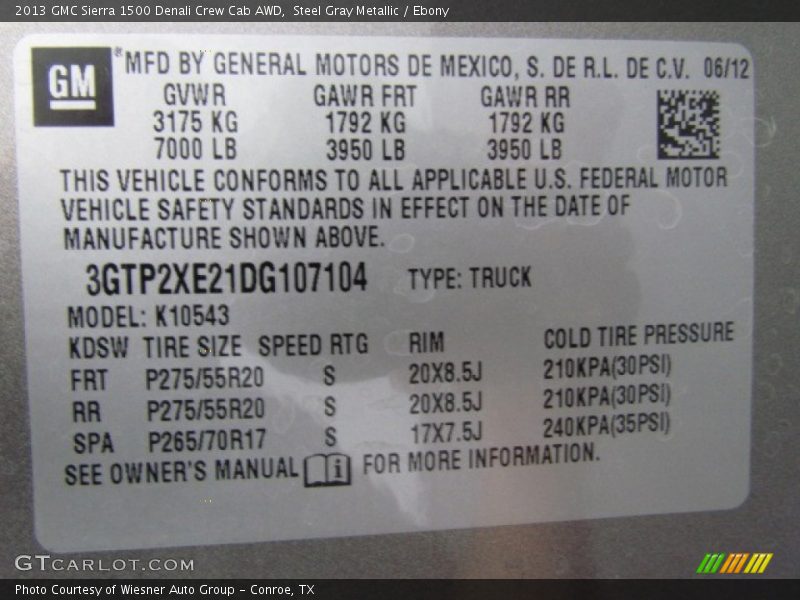 2013 GMC Sierra 1500 Denali Crew Cab AWD,  Steel Gray Metallic / Ebony
GM
® MFD BY GENERAL MOTORS DE MEXICO, S. DE R.L. DE C.V. 06/12
GVWR GAWR FRT GAWR RR
3175 KG 1792 KG 1792 KG
7000 LB 3950 LB 3950 LB
THIS VEHICLE CONFORMS TO ALL APPLICABLE U.S. FEDERAL MOTOR
VEHICLE SAFETY STANDARDS IN EFFECT ON THE DATE OF
MANUFACTURE SHOWN ABOVE.
3GTP2XE21DG107104 TYPE: TRUCK
MODEL: K10543
KDSW TIRE SIZE SPEED RTG RIM COLD TIRE PRESSURE
FRT P275/55R20 S 20X8.5J 210KPA(30PSI)
RR P275/55R20 S 20X8.5J 210KPA(30PSI)
SPA P265/70R17 S 17X7.5J 240KPA(35PSI)
SEE OWNER'S MANUAL i FOR MORE INFORMATION.
GTCARLOT.COM
Photo Courtesy of Wiesner Auto Group - Conroe, TX